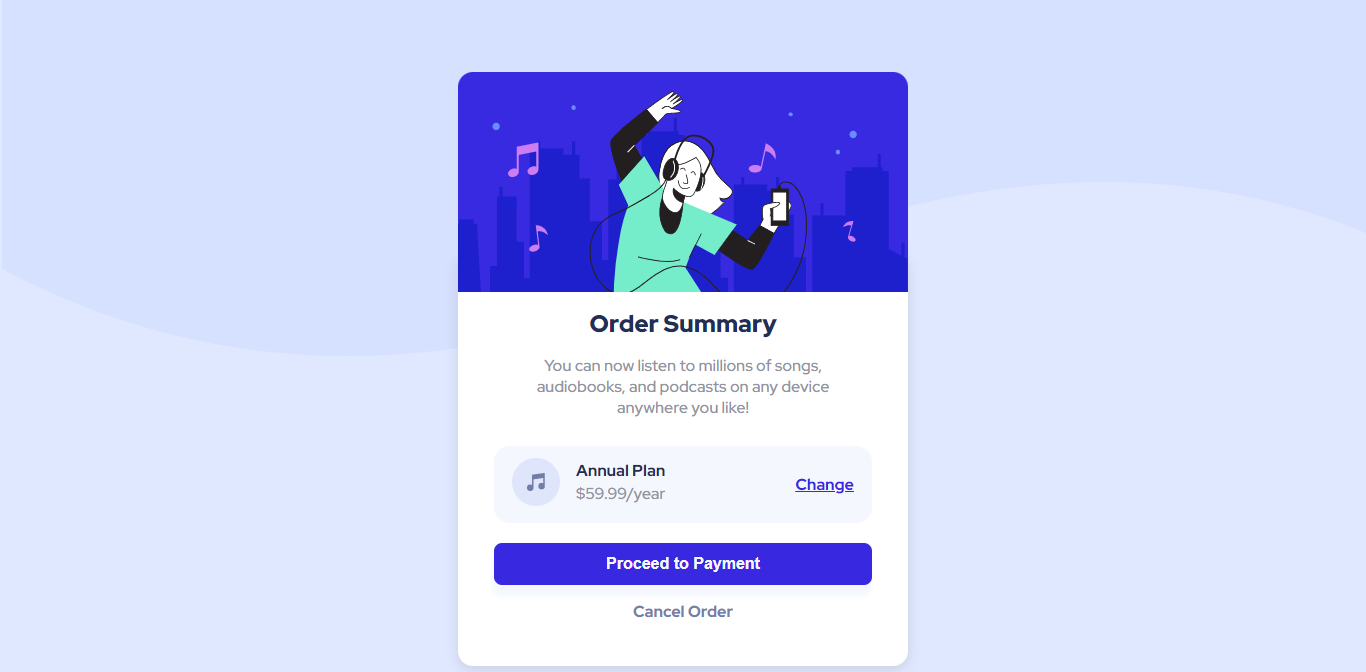 Order Summary
You can now listen to millions of songs,
audiobooks, and podcasts on any device
anywhere you like!
Annual Plan
$59.99/year
Change
Proceed to Payment
Cancel Order